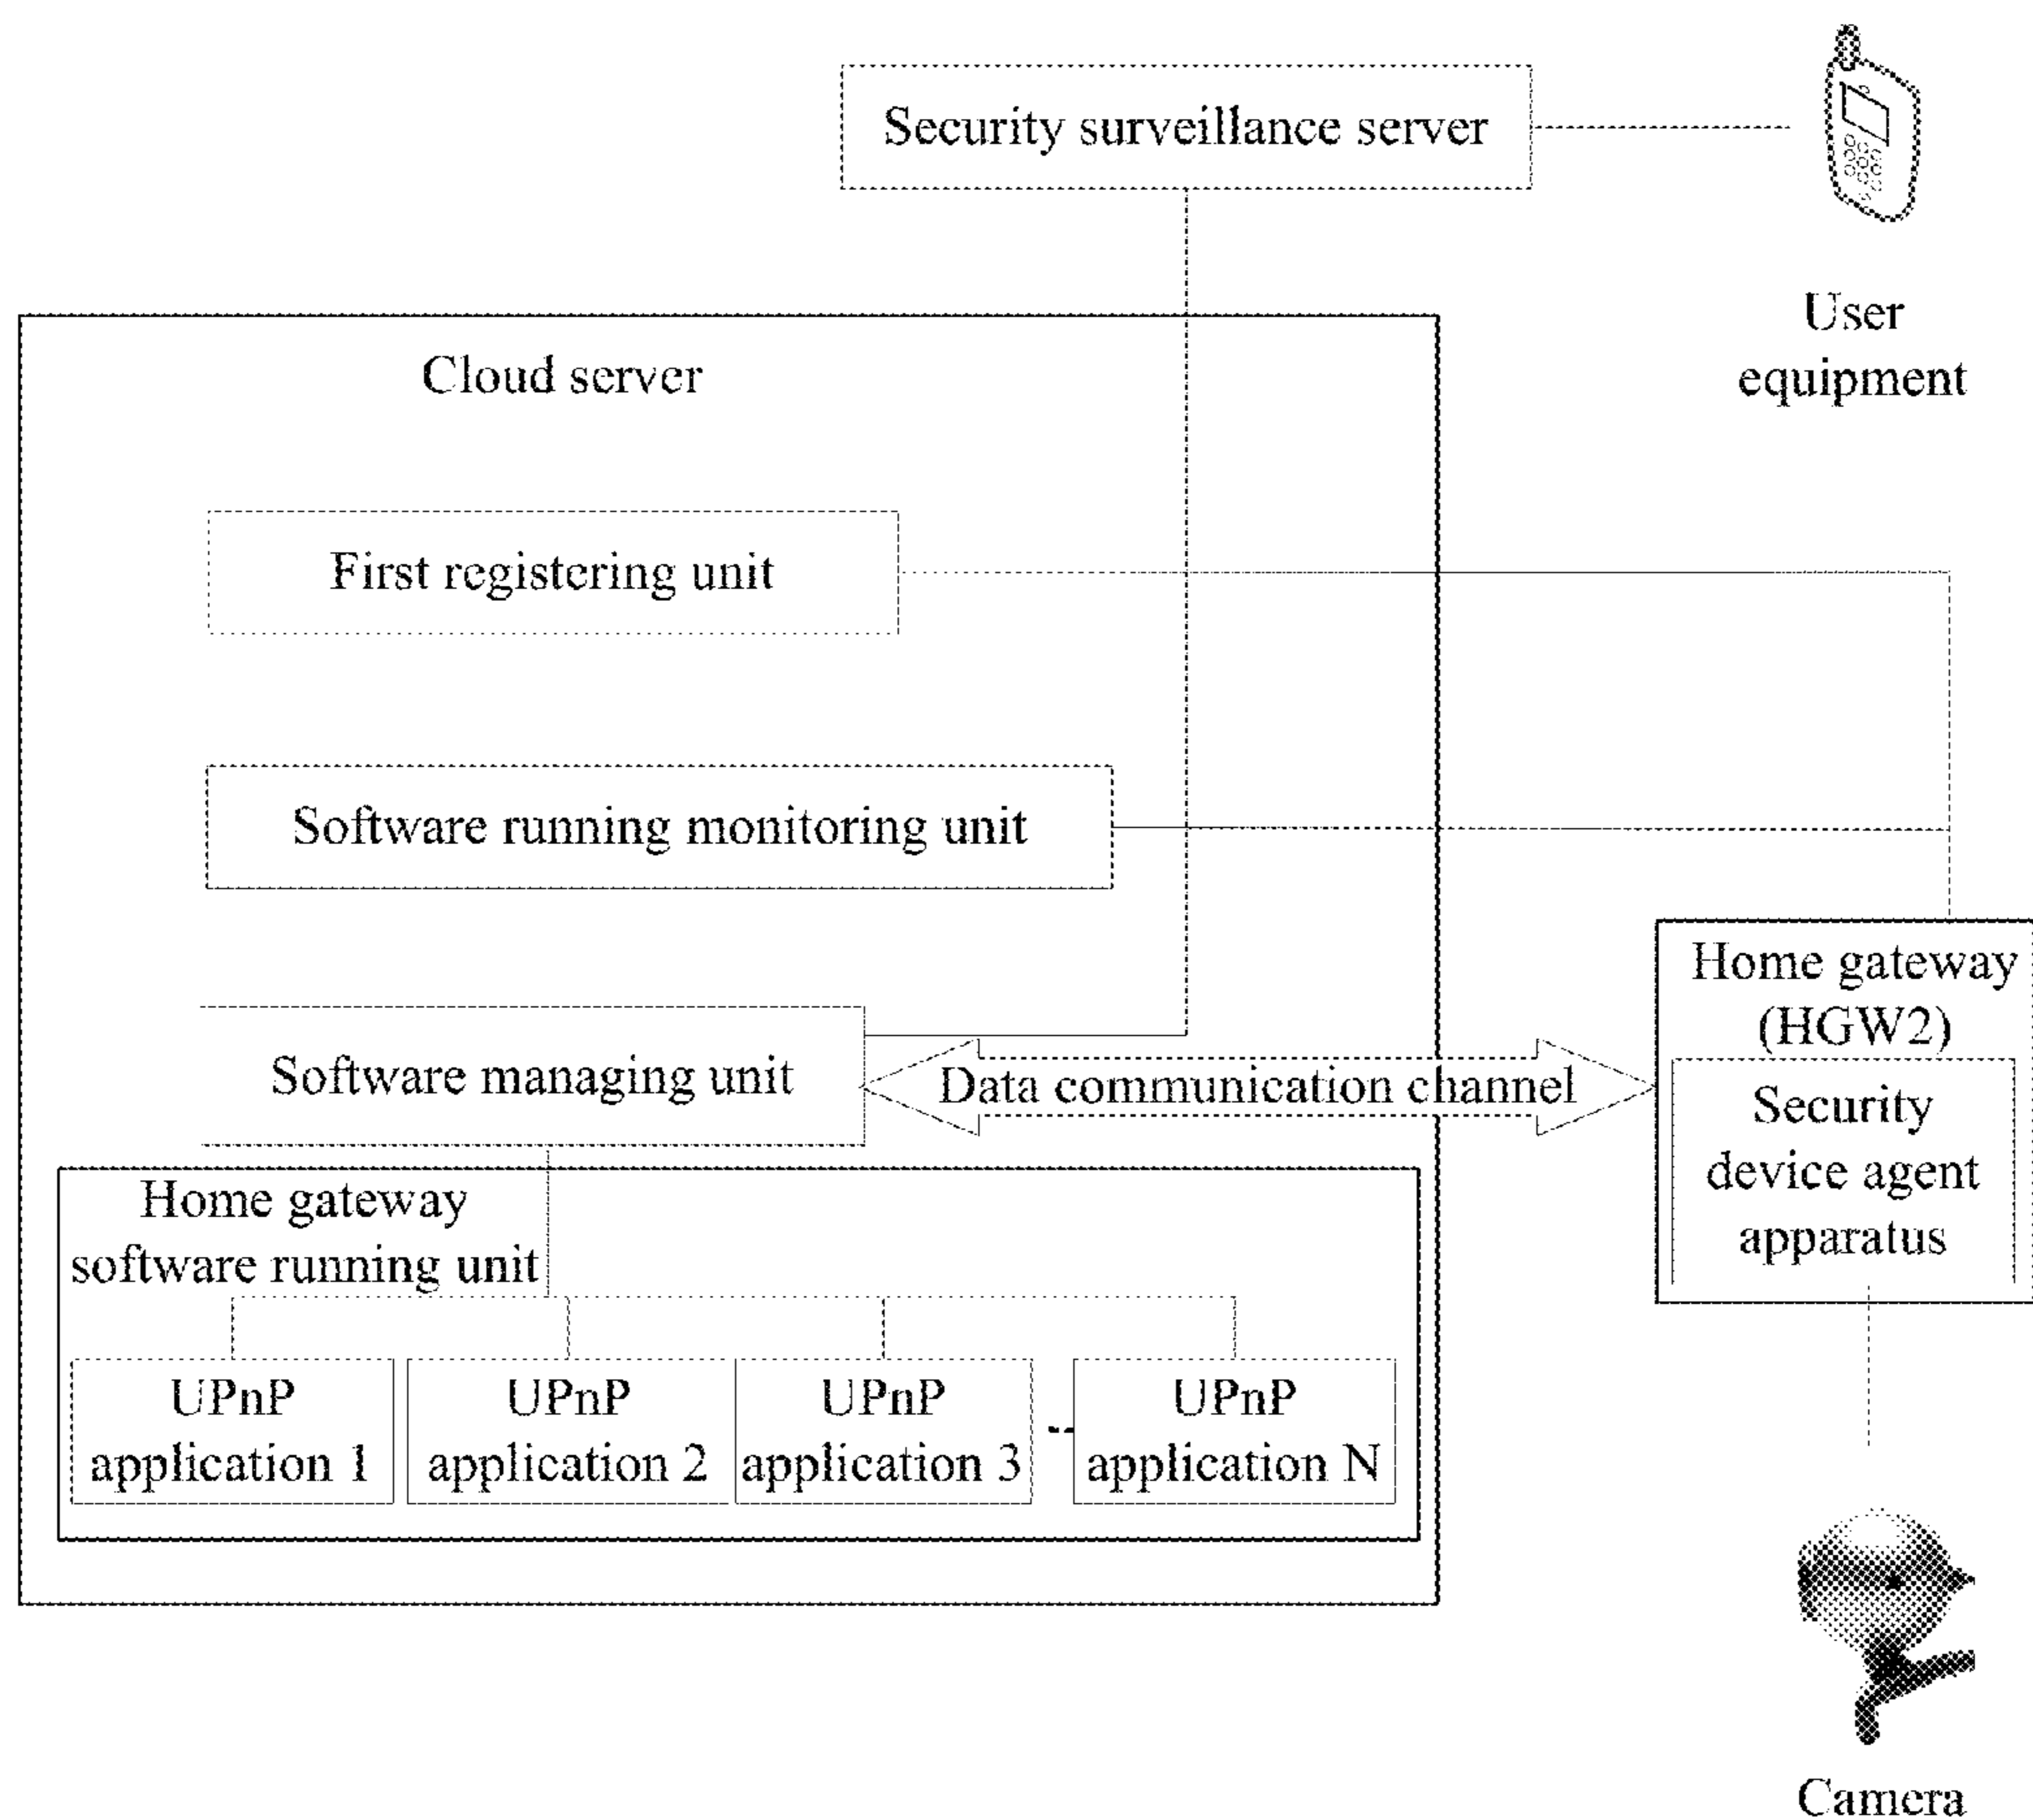 Security surveillance server
User
equipment
Cloud server
First registering unit
Software running monitoring unit
Home gateway
(HGW2)
Security
device agent
apparatus
Software managing unit
Data communication channel
Home gateway
software running unit
UPnP
application 1
UPnP
application 2
UPnP
application 3
UPnP
application N
Camera